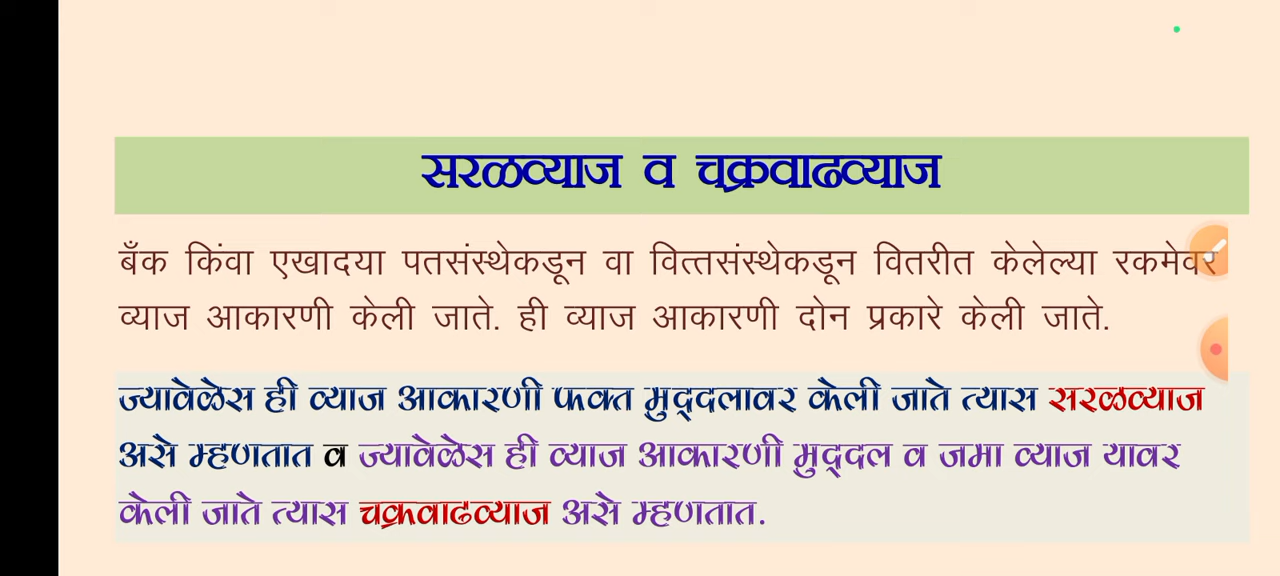 सरळव्याज व चक्रवाढव्याज
बँक किंवा एखादया पतसंस्थेकडून वा वित्तसंस्थेकडून वितरीत केलेल्या रकमेवर
व्याज आकारणी केली जाते. ही व्याज आकारणी दोन प्रकारे केली जाते.
ज्यावेळेस ही व्याज आकारणी फक्त मुद्दलावर केली जाते त्यास सरळव्याज
असे म्हणतात व ज्यावेळेस ही व्याज आकारणी मुद्दल व जमा व्याज यावर
केली जाते त्यास चक्रवाढव्याज असे म्हणतात.